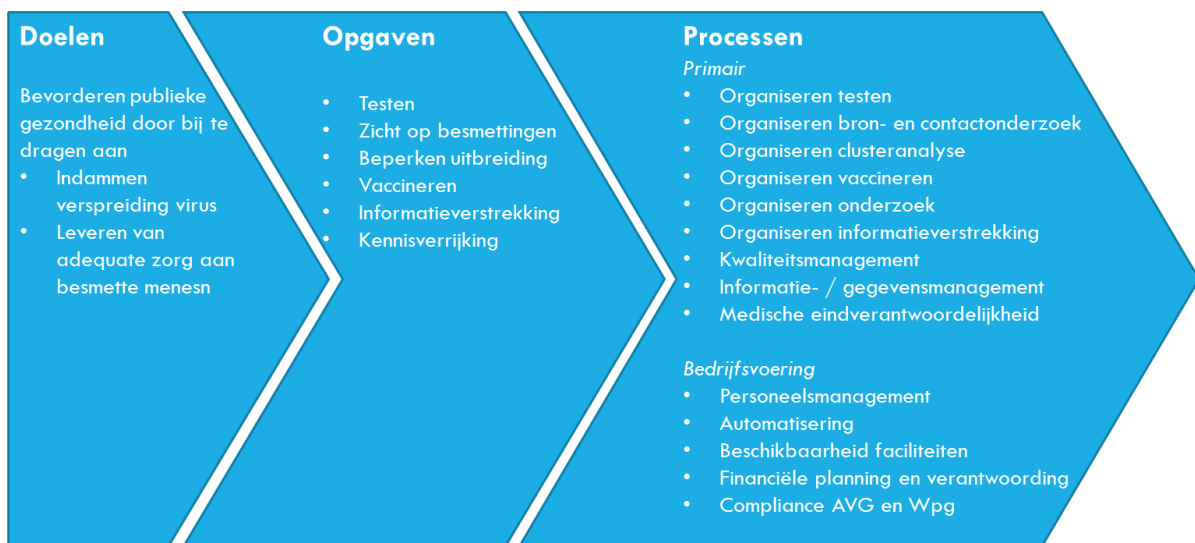 Doelen
Bevorderen publieke
gezondheid door bij te
dragen aan
• Indammen
verspreiding virus
• Leveren van
adequate zorg aan
besmette menesn
Opgaven
• Testen
• Zicht op besmettingen
• Beperken uitbreiding
• Vaccineren
• Informatieverstrekking
• Kennisverrijking
Processen
Primair
• Organiseren testen
• Organiseren bron- en contactonderzoek
• Organiseren clusteranalyse
• Organiseren vaccineren
• Organiseren onderzoek
• Organiseren informatieverstrekking
• Kwaliteitsmanagement
• Informatie- / gegevensmanagement
• Medische eindverantwoordelijkheid
Bedrijfsvoering
• Personeelsmanagement
• Automatisering
• Beschikbaarheid faciliteiten
• Financiële planning en verantwoording
• Compliance AVG en Wpg